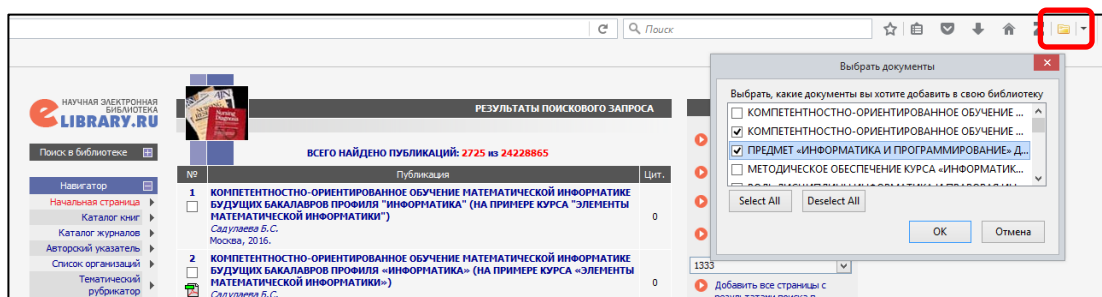 Поиск
НАУЧНАЯ ЭЛЕКТРОННАЯ
БИБЛИОТЕКА
LIBRARY.RU
Поиск в библиотеке
Навигатор
Начальная страница
Каталог книг
Каталог журналов
Авторский указатель
Список организаций
Тематический
рубрикатор
Nursing
Diagnosis
РЕЗУЛЬТАТЫ ПОИСКОВОГО ЗАПРОСА
ВСЕГО НАЙДЕНО ПУБЛИКАЦИЙ: 2725 из 24228865
№ Публикация Цит.
1 КОМПЕТЕНТНОСТНО-ОРИЕНТИРОВАННОЕ ОБУЧЕНИЕ МАТЕМАТИЧЕСКОЙ ИНФОРМАТИКЕ
БУДУЩИХ БАКАЛАВРОВ ПРОФИЛЯ "ИНФОРМАТИКА" (НА ПРИМЕРЕ КУРСА "ЭЛЕМЕНТЫ
МАТЕМАТИЧЕСКОЙ ИНФОРМАТИКИ") 0
Садулаева Б.С.
Москва, 2016.
2 КОМПЕТЕНТНОСТНО-ОРИЕНТИРОВАННОЕ ОБУЧЕНИЕ МАТЕМАТИЧЕСКОЙ ИНФОРМАТИКЕ
БУДУЩИХ БАКАЛАВРОВ ПРОФИЛЯ «ИНФОРМАТИКА» (НА ПРИМЕРЕ КУРСА «ЭЛЕМЕНТЫ
МАТЕМАТИЧЕСКОЙ ИНФОРМАТИКИ») 0
Садулаева Б.С.
Выбрать документы
Выбрать, какие документы вы хотите добавить в свою библиотеку
КОМПЕТЕНТНОСТНО-ОРИЕНТИРОВАННОЕ ОБУЧЕНИЕ ...
КОМПЕТЕНТНОСТНО-ОРИЕНТИРОВАННОЕ ОБУЧЕНИЕ ...
ПРЕДМЕТ «ИНФОРМАТИКА И ПРОГРАММИРОВАНИЕ» Д...
МЕТОДИЧЕСКОЕ ОБЕСПЕЧЕНИЕ КУРСА «ИНФОРМАТИК...
Select All Deselect All
OK Отмена
1333
Добавить все страницы с
результатами поиска в